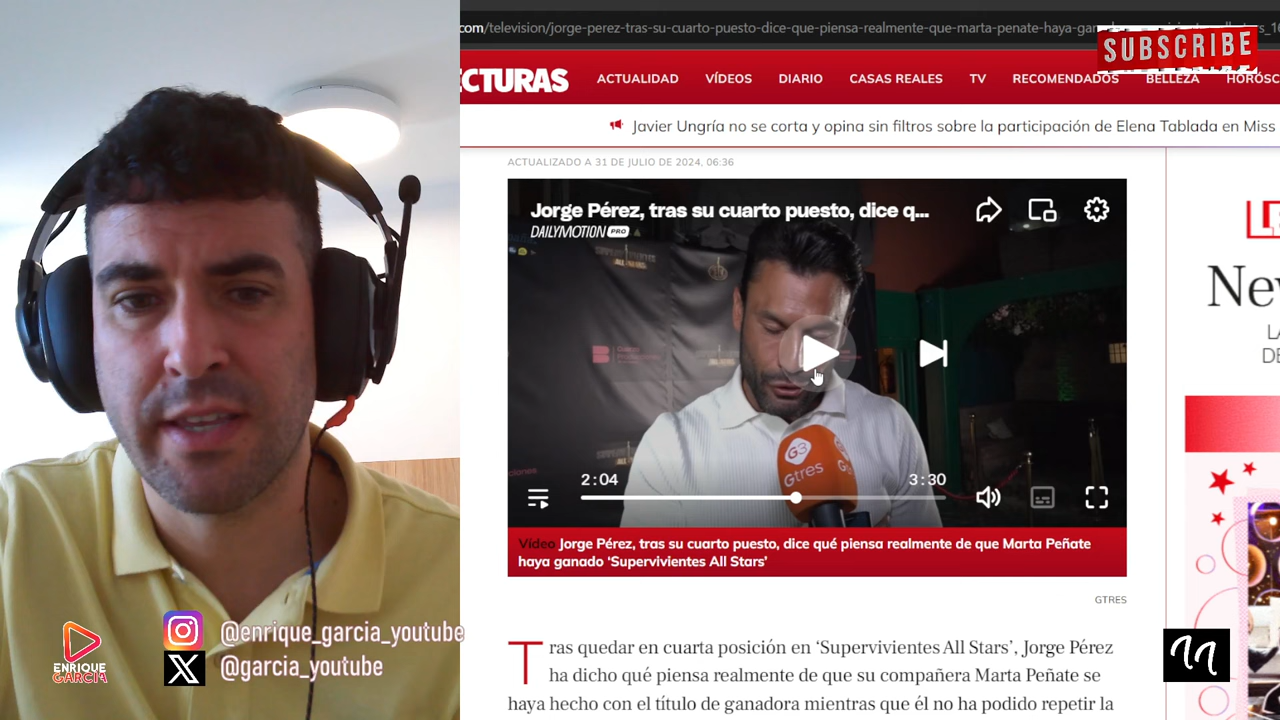 com/television/jorge-perez-tras-su-cuarto-puesto-dice-que-piensa-realmente-que-marta-penate-haya-ga
SUBSCRIBE
ECTURAS ACTUALIDAD VÍDEOS DIARIO CASAS REALES TV RECOMENDADOS BELLEZA HORÓSC
Javier Ungría no se corta y opina sin filtros sobre la participación de Elena Tablada en Miss
ACTUALIZADO A 31 DE JULIO DE 2024, 06:36
Jorge Pérez, tras su cuarto puesto, dice q...
DAILYMOTION PRO
G3
Gtres
2:04
3:30
Vídeo Jorge Pérez, tras su cuarto puesto, dice qué piensa realmente de que Marta Peñate
haya ganado ‘Supervivientes All Stars’
GTRES
Tras quedar en cuarta posición en ‘Supervivientes All Stars’, Jorge Pérez
ha dicho qué piensa realmente de que su compañera Marta Peñate se
haya hecho con el título de ganadora mientras que él no ha podido repetir la
ENRIQUE
GARCIA
@enrique_garcia_youtube
@garcia_youtube